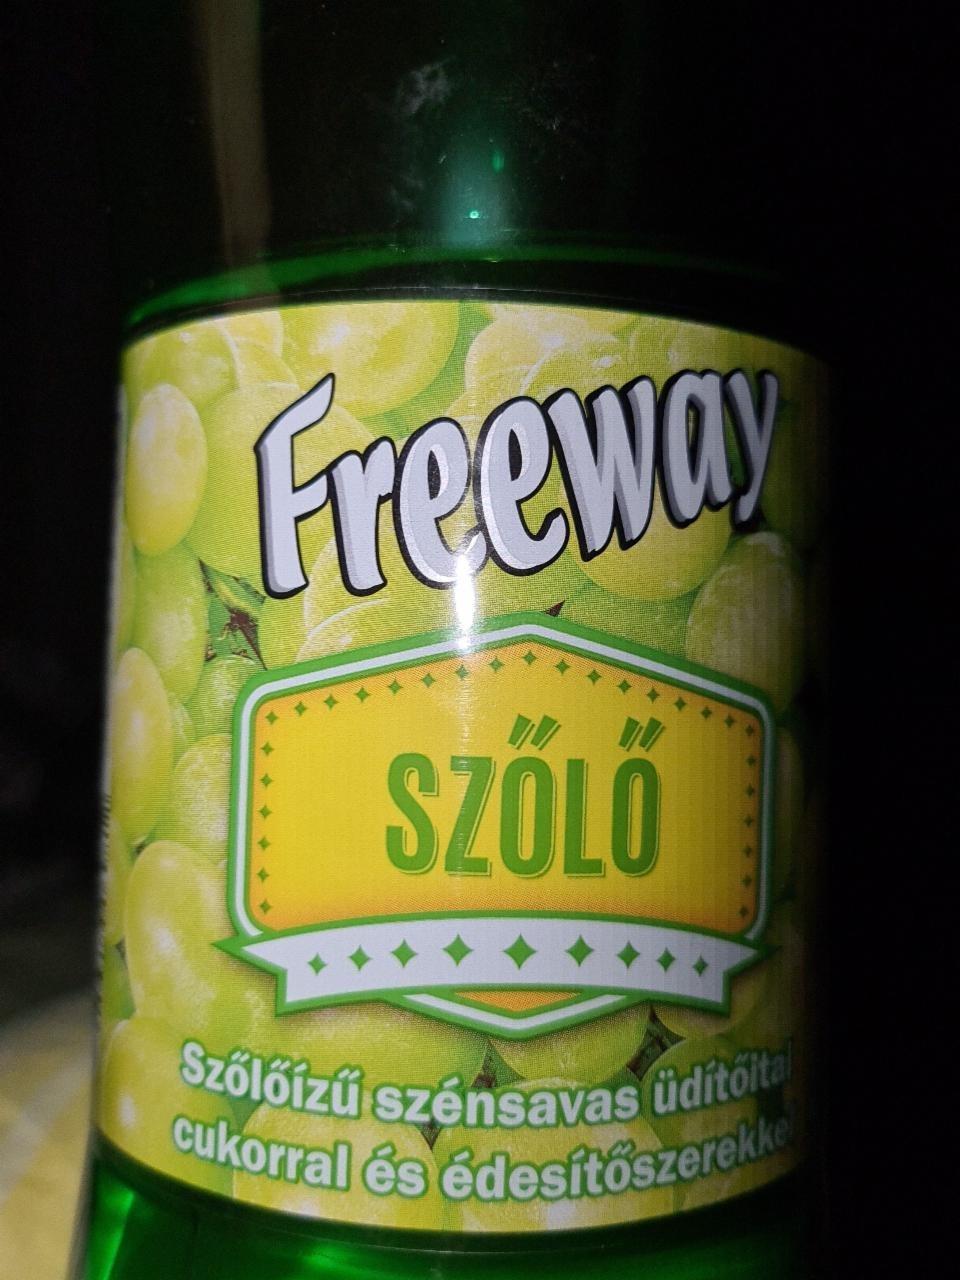 Freeway
SZŐLŐ
Szőlőízű szénsavas üdítőital
cukorral és édesítőszerekkel